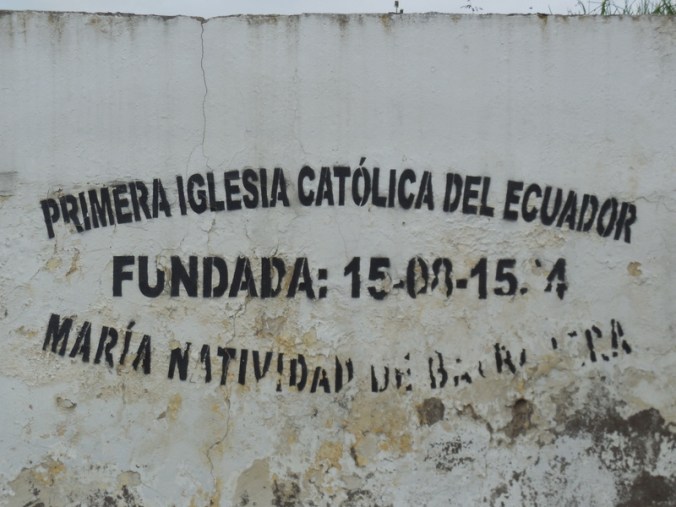 PRIMERA IGLESIA CATÓLICA DEL ECUADOR
FUNDADA:
MARÍA NATIVIDAD DE